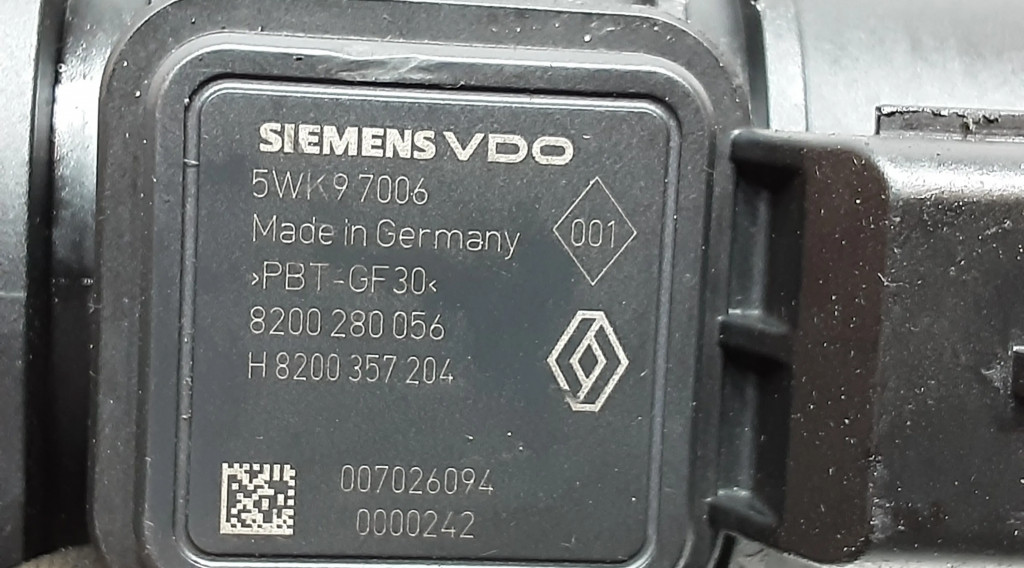 SIEMENS VDO
5WK9 7006
Made in Germany
001
>PBT-GF30<
8200 280 056
H 8200 357 204
007026094
0000242